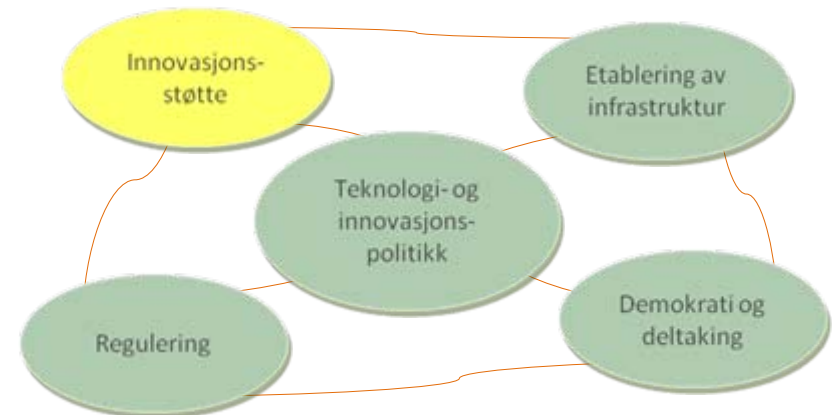 Innovasjons-
støtte
Etablering av
infrastruktur
Teknologi- og
innovasjons-
politikk
Regulering
Demokrati og
deltaking